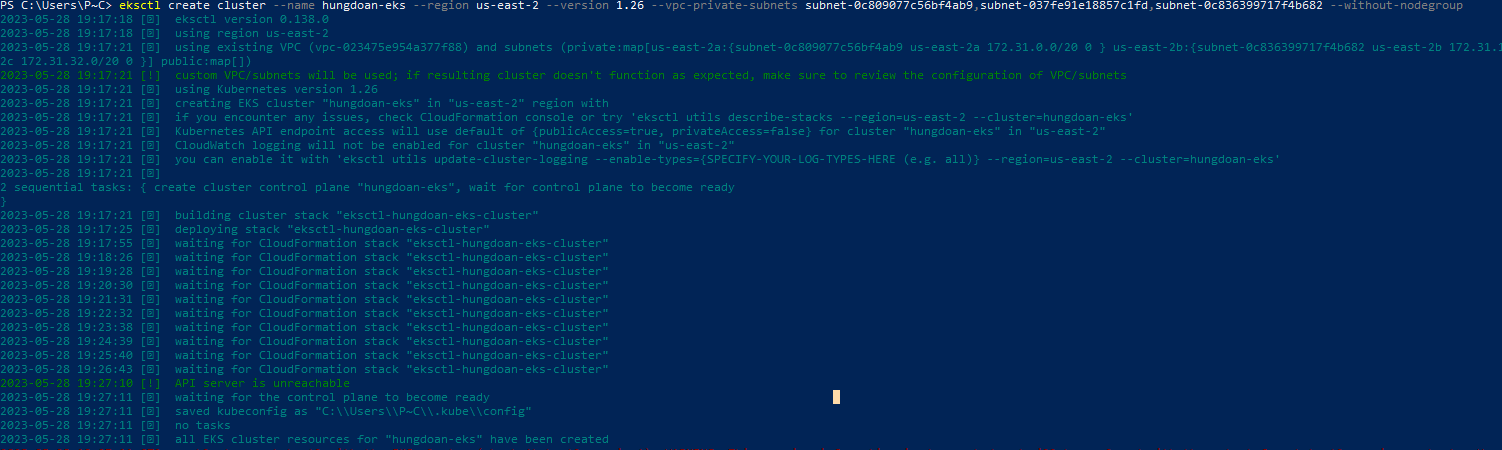 PS C:\Users\P~C> eksctl create cluster --name hungdoan-eks --region us-east-2 --version 1.26 --vpc-private-subnets subnet-0c809077c56bf4ab9,subnet-037fe91e18857c1fd,subnet-0c836399717f4b682 --without-nodegroup
2023-05-28 19:17:18 [ ] eksctl version 0.138.0
2023-05-28 19:17:18 [ ] using region us-east-2
2023-05-28 19:17:21 [ ] using existing VPC (vpc-023475e954a377f88) and subnets (private:map[us-east-2a:{subnet-0c809077c56bf4ab9 us-east-2a 172.31.0.0/20 0 } us-east-2b:{subnet-0c836399717f4b682 us-east-2b 172.31.1
2c 172.31.32.0/20 0 }] public:map[])
2023-05-28 19:17:21 [!] custom VPC/subnets will be used; if resulting cluster doesn't function as expected, make sure to review the configuration of VPC/subnets
2023-05-28 19:17:21 [ ] using Kubernetes version 1.26
2023-05-28 19:17:21 [ ] creating EKS cluster "hungdoan-eks" in "us-east-2" region with
2023-05-28 19:17:21 [ ] if you encounter any issues, check CloudFormation console or try 'eksctl utils describe-stacks --region=us-east-2 --cluster=hungdoan-eks'
2023-05-28 19:17:21 [ ] Kubernetes API endpoint access will use default of {publicAccess=true, privateAccess=false} for cluster "hungdoan-eks" in "us-east-2"
2023-05-28 19:17:21 [ ] CloudWatch logging will not be enabled for cluster "hungdoan-eks" in "us-east-2"
2023-05-28 19:17:21 [ ] you can enable it with 'eksctl utils update-cluster-logging --enable-types={SPECIFY-YOUR-LOG-TYPES-HERE (e.g. all)} --region=us-east-2 --cluster=hungdoan-eks'
2023-05-28 19:17:21 [ ]
2 sequential tasks: { create cluster control plane "hungdoan-eks", wait for control plane to become ready
}
2023-05-28 19:17:21 [ ] building cluster stack "eksctl-hungdoan-eks-cluster"
2023-05-28 19:17:25 [ ] deploying stack "eksctl-hungdoan-eks-cluster"
2023-05-28 19:17:55 [ ] waiting for CloudFormation stack "eksctl-hungdoan-eks-cluster"
2023-05-28 19:18:26 [ ] waiting for CloudFormation stack "eksctl-hungdoan-eks-cluster"
2023-05-28 19:19:28 [ ] waiting for CloudFormation stack "eksctl-hungdoan-eks-cluster"
2023-05-28 19:20:30 [ ] waiting for CloudFormation stack "eksctl-hungdoan-eks-cluster"
2023-05-28 19:21:31 [ ] waiting for CloudFormation stack "eksctl-hungdoan-eks-cluster"
2023-05-28 19:22:32 [ ] waiting for CloudFormation stack "eksctl-hungdoan-eks-cluster"
2023-05-28 19:23:38 [ ] waiting for CloudFormation stack "eksctl-hungdoan-eks-cluster"
2023-05-28 19:24:39 [ ] waiting for CloudFormation stack "eksctl-hungdoan-eks-cluster"
2023-05-28 19:25:40 [ ] waiting for CloudFormation stack "eksctl-hungdoan-eks-cluster"
2023-05-28 19:26:43 [ ] waiting for CloudFormation stack "eksctl-hungdoan-eks-cluster"
2023-05-28 19:27:10 [!] API server is unreachable
2023-05-28 19:27:11 [ ] waiting for the control plane to become ready
2023-05-28 19:27:11 [ ] saved kubeconfig as "C:\\Users\\P~C\\.kube\\config"
2023-05-28 19:27:11 [ ] no tasks
2023-05-28 19:27:11 [ ] all EKS cluster resources for "hungdoan-eks" have been created